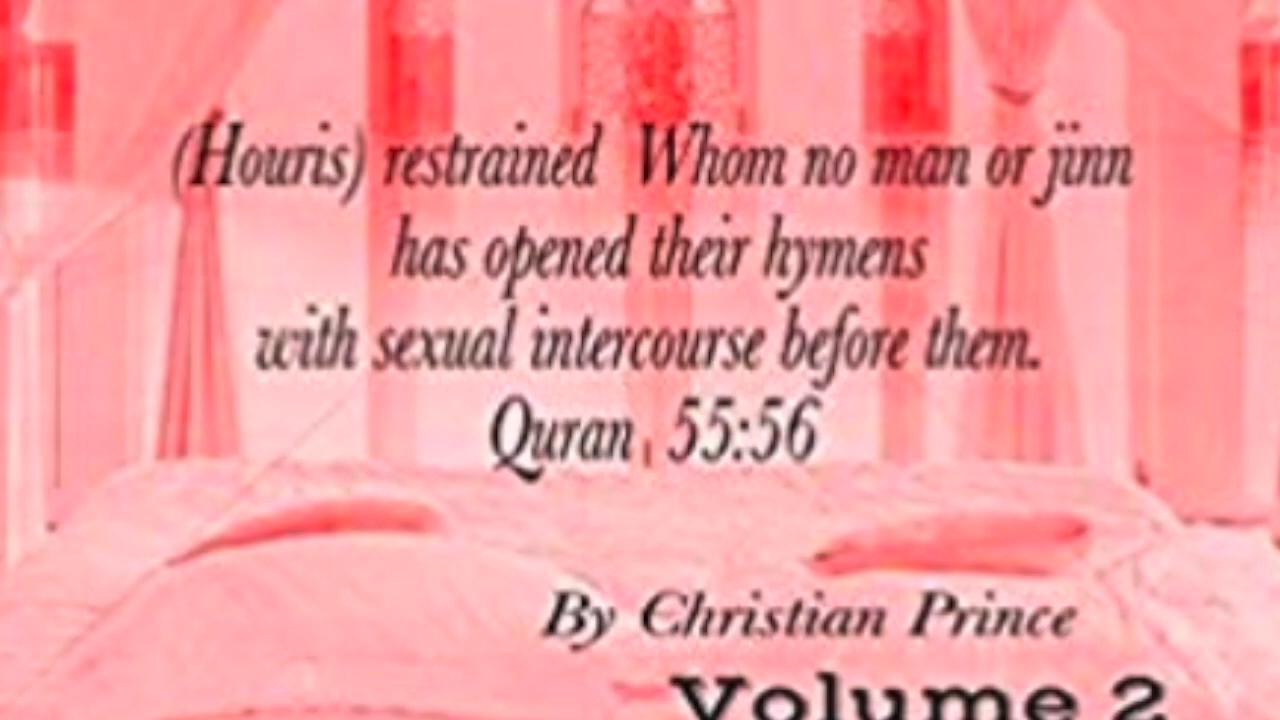 (Houris) restrained Whom no man or jinn
has opened their hymens
with sexual intercourse before them.
Quran 55:56
By Christian Prince
Volume 2